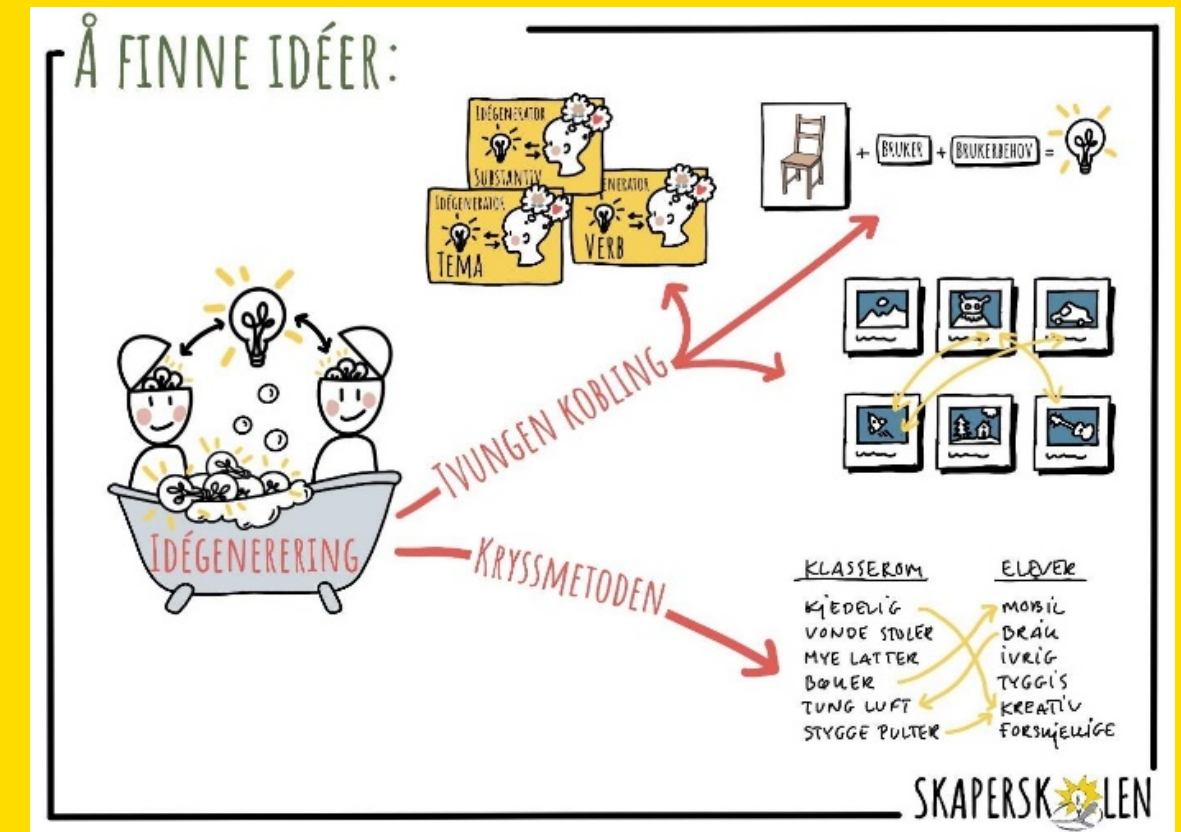 Å FINNE IDÉER:
IDÉGENERATOR
SUBSTANTIV
IDÉGENERATOR
TEMA
ENERATOR
VERB
+ BRUKER + BRUKERBEHOV =
IDÉGENERERING
TVUNGEN KOBLING
KRYSSMETODEN
KLASSEROM ELEVER
KJEDELIG MOBIL
VONDE STOLER BRÅK
MYE LATTER IVRIG
BØKER TYGGIS
TUNG LUFT KREATIV
STYGGE PULTER FORSKJELLIGE
SKAPERSKOLEN